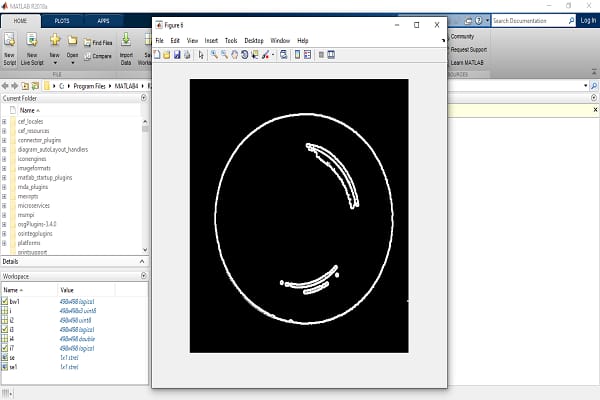 MATLAB R2018a
HOME PLOTS APPS
Search Documentation
Log In
New Script
New Live Script
New
Open
Find Files
Compare
Import Data
Save
Community
Request Support
Learn MATLAB
FILE
C: Program Files MATLAB4
Current Folder
Name
cef_locales
cef_resources
connector_plugins
diagram_autoLayout_handlers
iconengines
imageformats
matlab_startup_plugins
mda_plugins
mexopts
microservices
msmpi
osgPlugins-3.4.0
osintegplugins
platforms
printsupport
Details
Workspace
Name Value
bw1 498x498 logical
i 498x498x3 uint8
i2 498x498 uint8
i3 498x498 logical
i4 498x498 double
i7 498x498 logical
se 1x1 strel
se1 1x1 strel
Figure 6
File Edit View Insert Tools Desktop Window Help